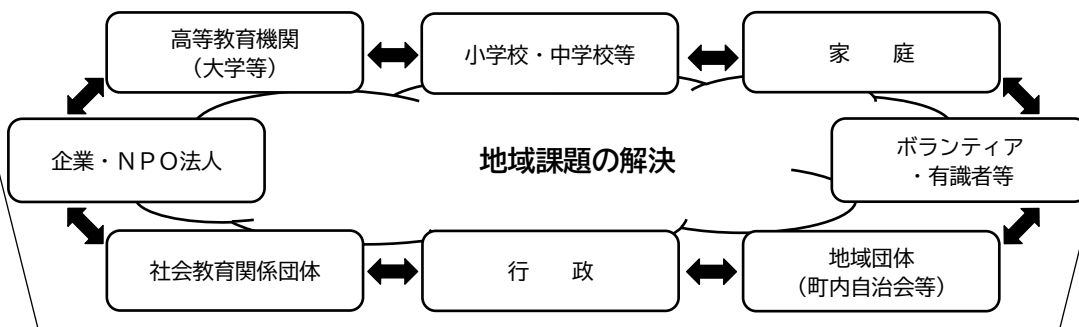 高等教育機関
（大学等）
小学校・中学校等
家　　庭
企業・ＮＰＯ法人
地域課題の解決
ボランティア
・有識者等
社会教育関係団体
行　　政
地域団体
（町内自治会等）